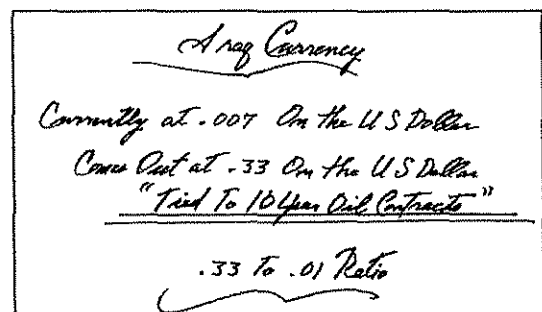 Iraq Currency
Currently at .007 On the US Dollar
Comes Out at .33 On the US Dollar
"Tied To 10 Year Oil Contracts"
.33 To .01 Ratio